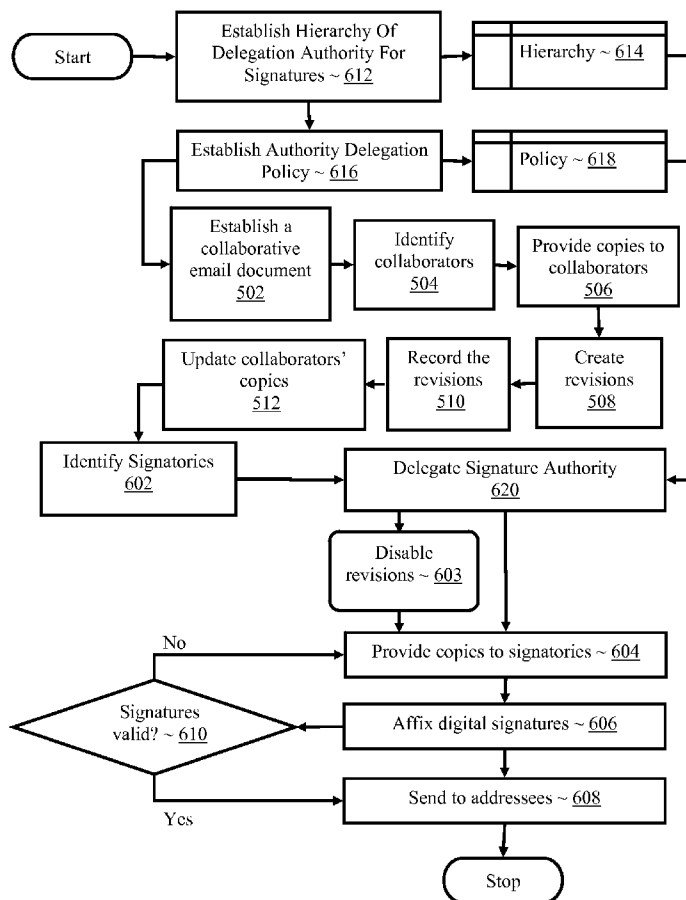 Start
Establish Hierarchy Of
Delegation Authority For
Signatures ~ 612
Hierarchy ~ 614
Establish Authority Delegation
Policy ~ 616
Policy ~ 618
Establish a
collaborative
email document
502
Identify
collaborators
504
Provide copies to
collaborators
506
Update collaborators’
copies
512
Record the
revisions
510
Create
revisions
508
Identify Signatories
602
Delegate Signature Authority
620
Disable
revisions ~ 603
No
Provide copies to signatories ~ 604
Signatures
valid? ~ 610
Affix digital signatures ~ 606
Yes
Send to addressees ~ 608
Stop